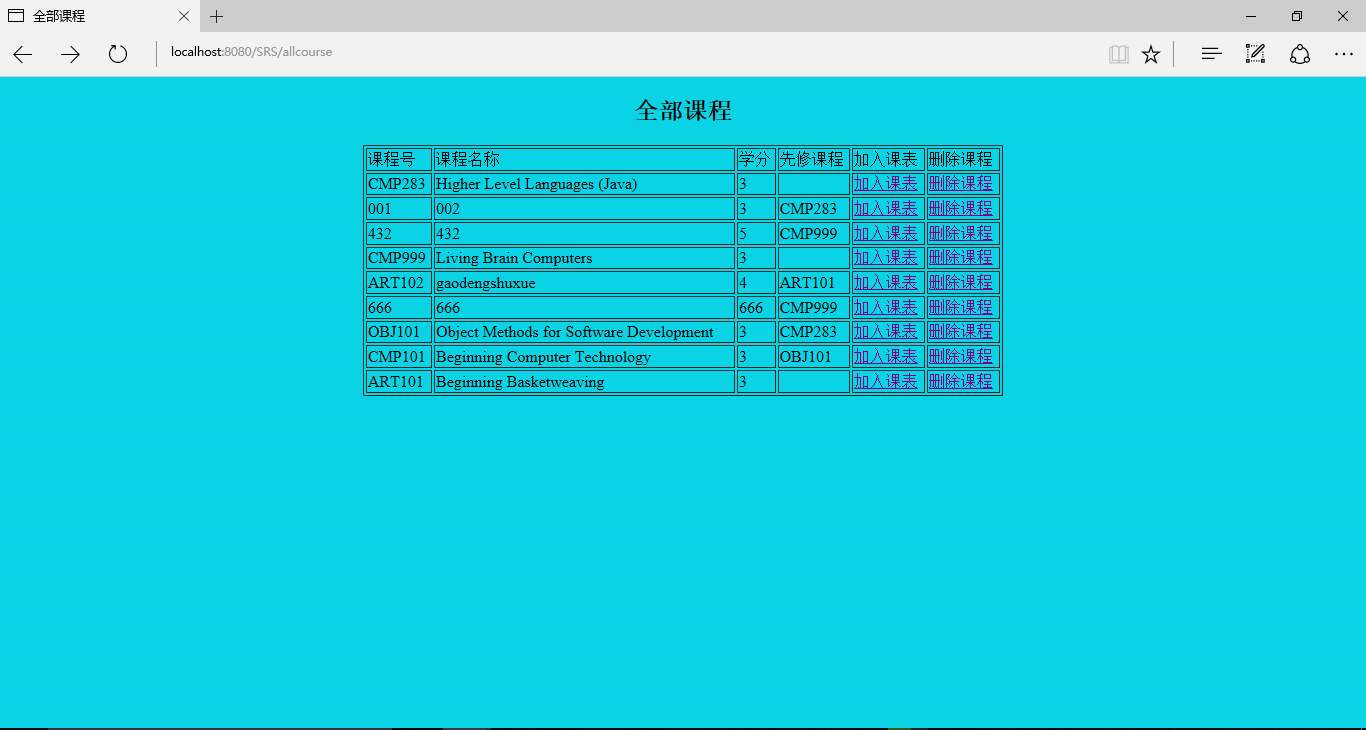 全部课程
localhost:8080/SRS/allcourse
全部课程
课程号 课程名称 学分 先修课程 加入课表 删除课程
CMP283 Higher Level Languages (Java) 3 加入课表 删除课程
001 002 3 CMP283 加入课表 删除课程
432 432 5 CMP999 加入课表 删除课程
CMP999 Living Brain Computers 3 加入课表 删除课程
ART102 gaodengshuxue 4 ART101 加入课表 删除课程
666 666 666 CMP999 加入课表 删除课程
OBJ101 Object Methods for Software Development 3 CMP283 加入课表 删除课程
CMP101 Beginning Computer Technology 3 OBJ101 加入课表 删除课程
ART101 Beginning Basketweaving 3 加入课表 删除课程